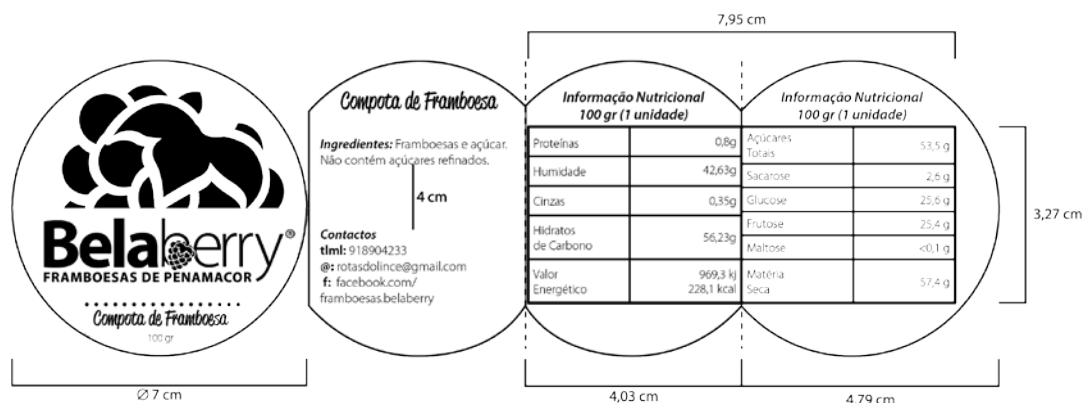 7,95 cm
Belaberry®
FRAMBOESAS DE PENAMACOR
Compota de Framboesa
100 gr
Ø 7 cm
Compota de Framboesa
Ingredientes: Framboesas e açúcar.
Não contém açúcares refinados.
4 cm
Contactos
tlml: 918904233
@: rotasdolince@gmail.com
f: facebook.com/
framboesas.belaberry
Informação Nutricional
100 gr (1 unidade)
Proteínas 0,8g
Humidade 42,63g
Cinzas 0,35g
Hidratos
de Carbono 56,23g
Valor 969,3 kj
Energético 228,1 kcal
4,03 cm
Informação Nutricional
100 gr (1 unidade)
Açúcares
Totais 53,5 g
Sacarose 2,6 g
Glucose 25,6 g
Frutose 25,4 g
Maltose <0,1 g
Matéria
Seca 57,4 g
3,27 cm
4,79 cm